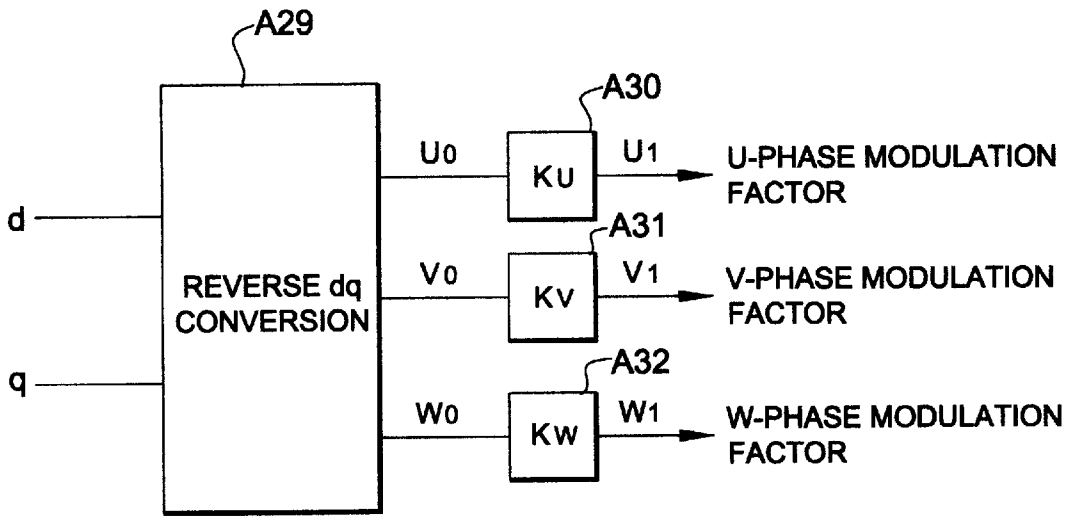 A29
A30
U0
KU
U1
U-PHASE MODULATION
FACTOR
d
A31
REVERSE dq
CONVERSION
V0
KV
V1
V-PHASE MODULATION
FACTOR
q
A32
W0
KW
W1
W-PHASE MODULATION
FACTOR